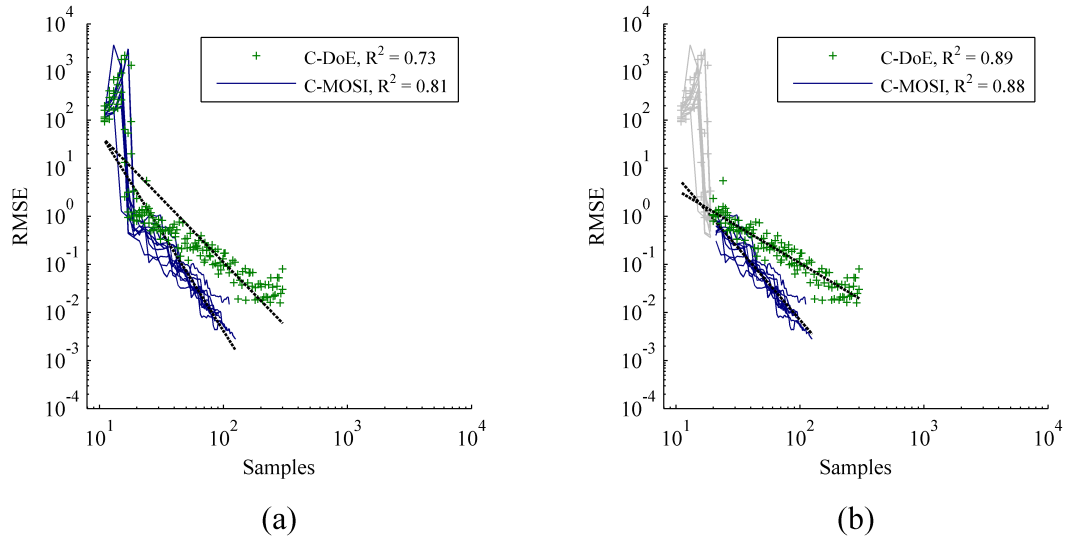 10^4
10^3
10^2
10^1
10^0
10^-1
10^-2
10^-3
10^-4
RMSE
C-DoE, R^2 = 0.73
C-MOSI, R^2 = 0.81
10^1 10^2 10^3 10^4
Samples
(a)
10^4
10^3
10^2
10^1
10^0
10^-1
10^-2
10^-3
10^-4
RMSE
C-DoE, R^2 = 0.89
C-MOSI, R^2 = 0.88
10^1 10^2 10^3 10^4
Samples
(b)